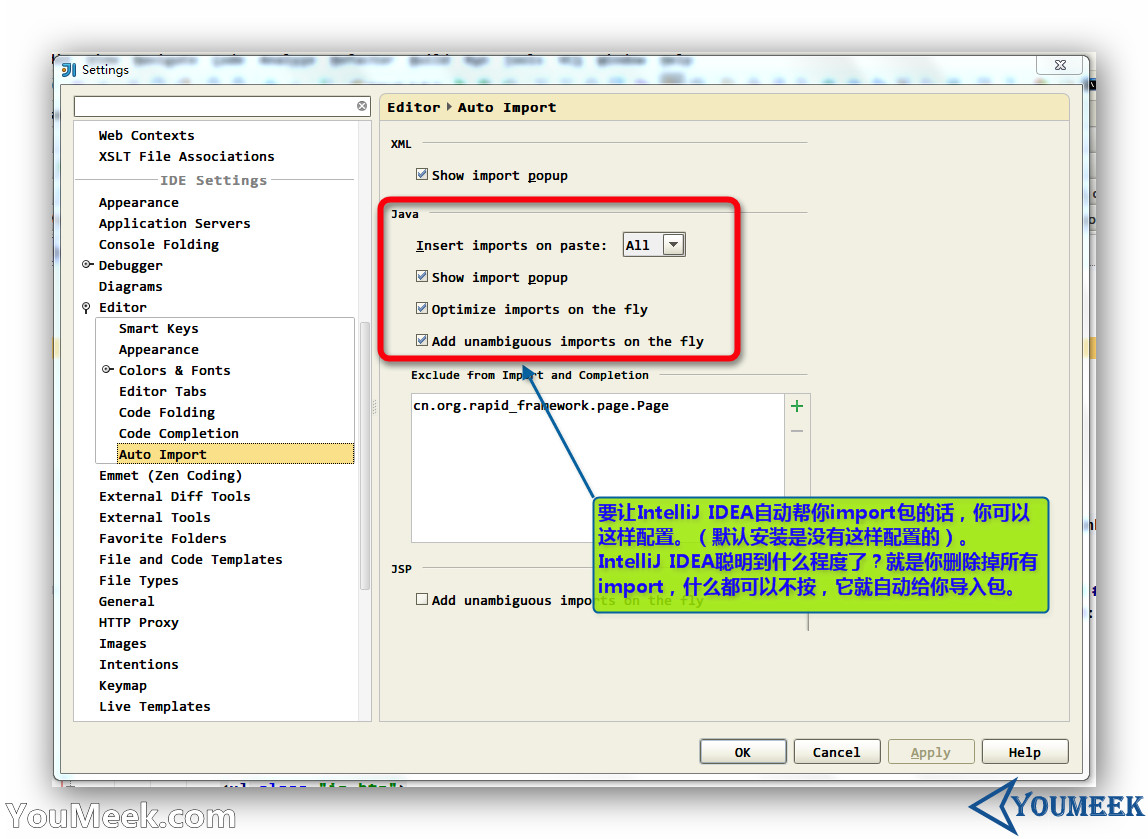 Settings
Editor Auto Import
Web Contexts
XSLT File Associations
IDE Settings
Appearance
Application Servers
Console Folding
Debugger
Diagrams
Editor
Smart Keys
Appearance
Colors & Fonts
Editor Tabs
Code Folding
Code Completion
Auto Import
Emmet (Zen Coding)
External Diff Tools
External Tools
Favorite Folders
File and Code Templates
File Types
General
HTTP Proxy
Images
Intentions
Keymap
Live Templates
XML
Show import popup
Java
Insert imports on paste: All
Show import popup
Optimize imports on the fly
Add unambiguous imports on the fly
Exclude from Import and Completion
cn.org.rapid_framework.page.Page
要让IntelliJ IDEA自动帮你import包的话，你可以
这样配置。（默认安装是没有这样配置的）。
IntelliJ IDEA聪明到什么程度了？就是你删除掉所有
import，什么都可以不按，它就自动给你导入包。
JSP
Add unambiguous imports on the fly
OK Cancel Apply Help
YouMeek.com
YOUMEEK